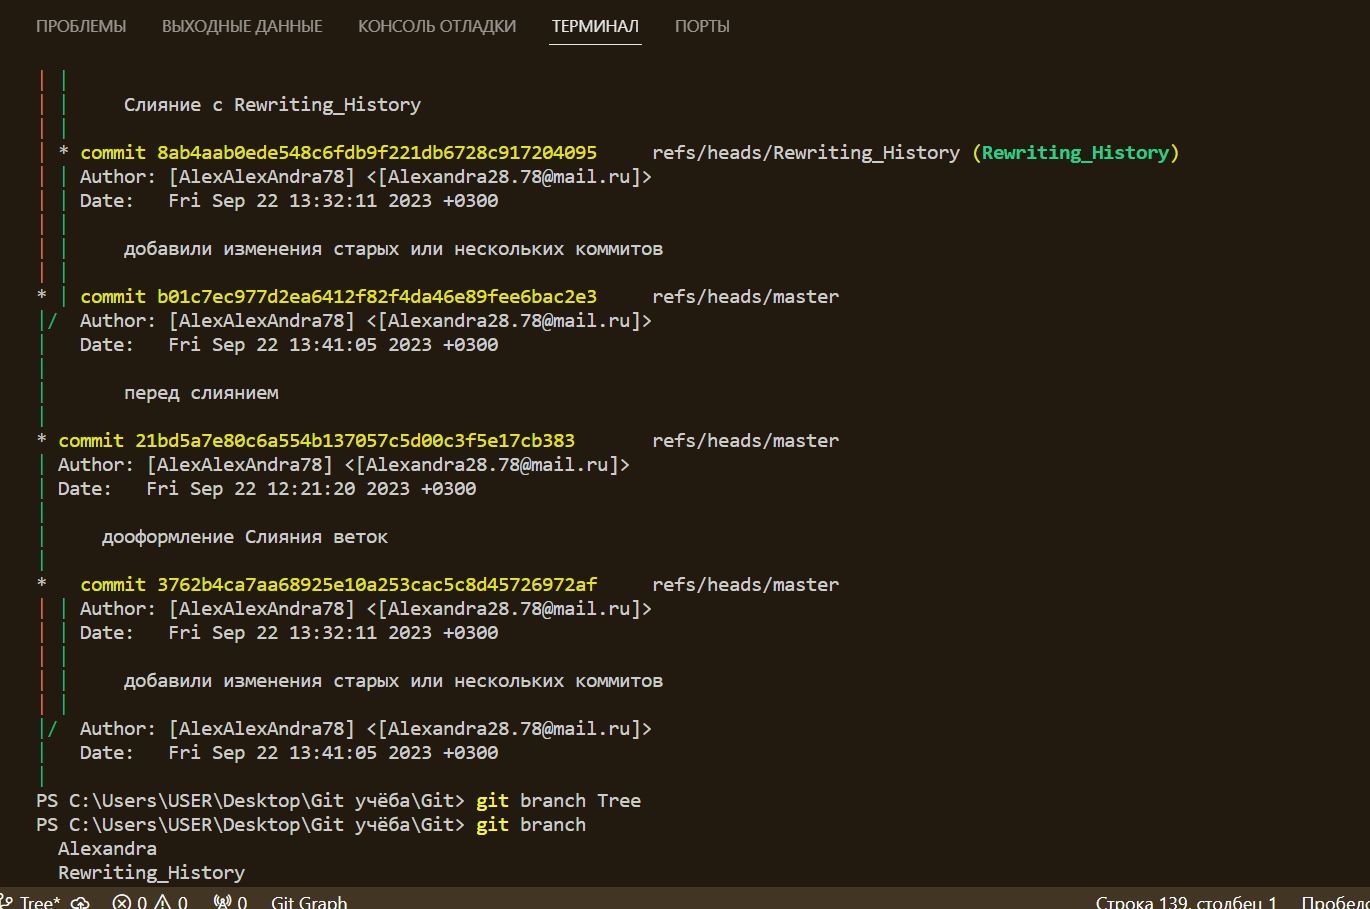 ПРОБЛЕМЫ ВЫХОДНЫЕ ДАННЫЕ КОНСОЛЬ ОТЛАДКИ ТЕРМИНАЛ ПОРТЫ
| |
| | Слияние с Rewriting_History
| |
| * commit 8ab4aab0ede548c6fdb9f221db6728c917204095 refs/heads/Rewriting_History (Rewriting_History)
| | Author: [AlexAlexAndra78] <[Alexandra28.78@mail.ru]>
| | Date: Fri Sep 22 13:32:11 2023 +0300
| |
| | добавили изменения старых или нескольких коммитов
| |
* | commit b01c7ec977d2ea6412f82f4da46e89fee6bac2e3 refs/heads/master
|/ Author: [AlexAlexAndra78] <[Alexandra28.78@mail.ru]>
| Date: Fri Sep 22 13:41:05 2023 +0300
|
| перед слиянием
|
* commit 21bd5a7e80c6a554b137057c5d00c3f5e17cb383 refs/heads/master
| Author: [AlexAlexAndra78] <[Alexandra28.78@mail.ru]>
| Date: Fri Sep 22 12:21:20 2023 +0300
|
| дооформление Слияния веток
|
* commit 3762b4ca7aa68925e10a253cac5c8d45726972af refs/heads/master
| | Author: [AlexAlexAndra78] <[Alexandra28.78@mail.ru]>
| | Date: Fri Sep 22 13:32:11 2023 +0300
| |
| | добавили изменения старых или нескольких коммитов
| |
|/ Author: [AlexAlexAndra78] <[Alexandra28.78@mail.ru]>
| Date: Fri Sep 22 13:41:05 2023 +0300
|
PS C:\Users\USER\Desktop\Git учёба\Git> git branch Tree
PS C:\Users\USER\Desktop\Git учёба\Git> git branch
Alexandra
Rewriting_History
Tree* 0 0 0 Git Graph Строка 139, столбец 1